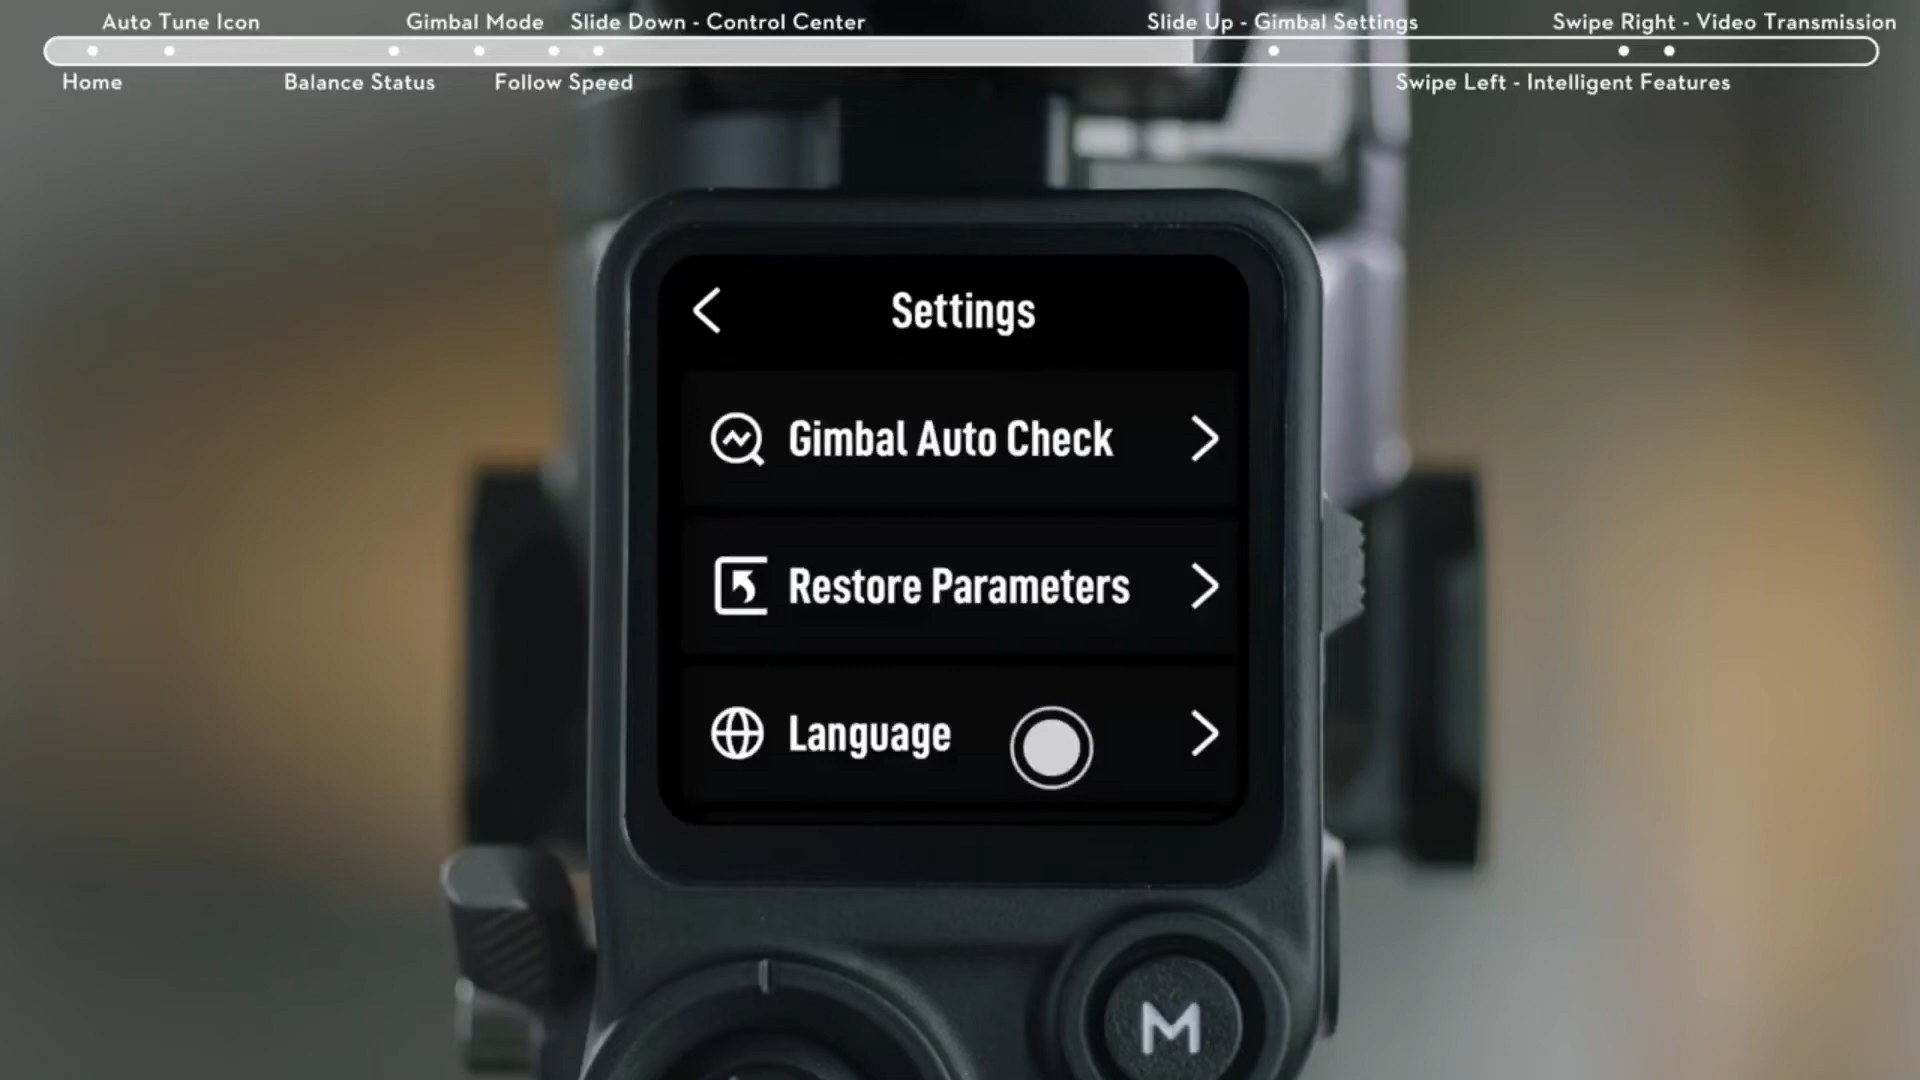 Auto Tune Icon
Gimbal Mode
Slide Down - Control Center
Slide Up - Gimbal Settings
Swipe Right - Video Transmission
Home
Balance Status
Follow Speed
Swipe Left - Intelligent Features
Settings
Gimbal Auto Check
Restore Parameters
Language
M